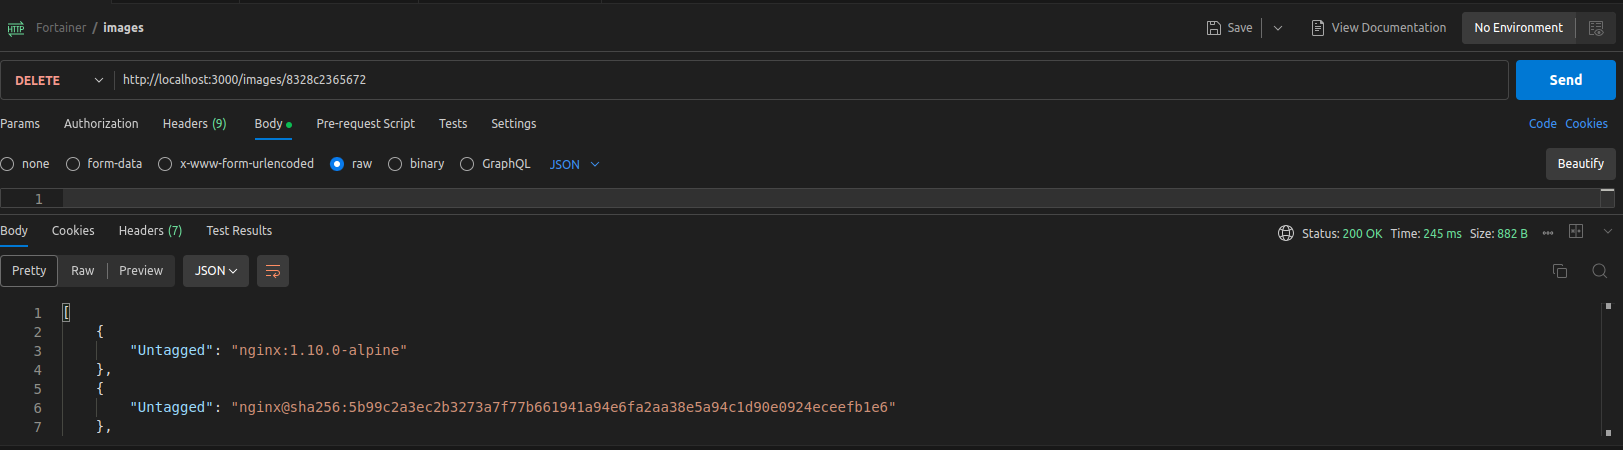 HTTP Fortainer / images Save View Documentation No Environment
DELETE http://localhost:3000/images/8328c2365672 Send
Params Authorization Headers (9) Body Pre-request Script Tests Settings Code Cookies
none form-data x-www-form-urlencoded raw binary GraphQL JSON Beautify
1
Body Cookies Headers (7) Test Results Status: 200 OK Time: 245 ms Size: 882 B
Pretty Raw Preview JSON
1 [
2 {
3 "Untagged": "nginx:1.10.0-alpine"
4 },
5 {
6 "Untagged": "nginx@sha256:5b99c2a3ec2b3273a7f77b661941a94e6fa2aa38e5a94c1d90e0924eceefb1e6"
7 },